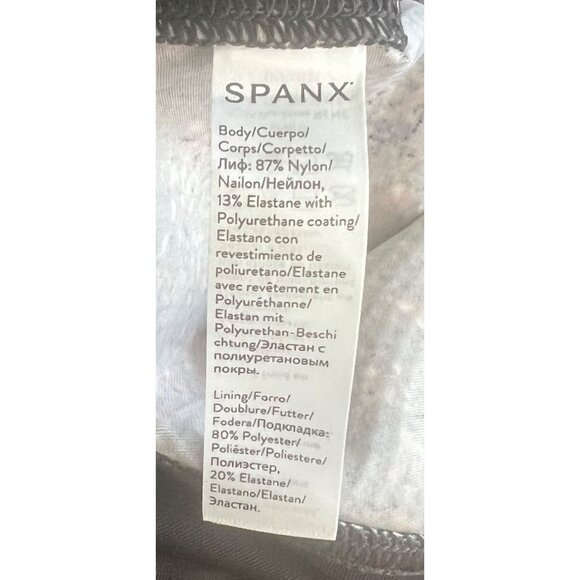 SPANX
Body/Cuerpo/
Corps/Corpetto/
Лиф: 87% Nylon/
Nailon/Нейлон,
13% Elastane with
Polyurethane coating/
Elastano con
revestimiento de
poliuretano/Elastane
avec revêtement en
Polyuréthanne/
Elastan mit
Polyurethan-Beschi
chtung/Эластан с
полиуретановым
покры.
Lining/Forro/
Doublure/Futter/
Fodera/Подкладка:
80% Polyester/
Poliéster/Poliestere/
Полиэстер,
20% Elastane/
Elastano/Elastan/
Эластан.